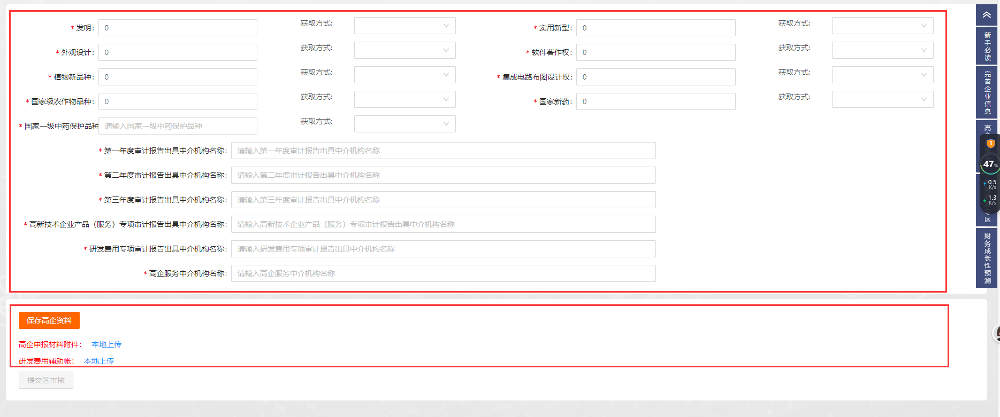 * 发明: 0 获取方式: * 实用新型: 0 获取方式:
* 外观设计: 0 获取方式: * 软件著作权: 0 获取方式:
* 植物新品种: 0 获取方式: * 集成电路布图设计权: 0 获取方式:
* 国家级农作物品种: 0 获取方式: * 国家新药: 0 获取方式:
* 国家一级中药保护品种 请输入国家一级中药保护品种 获取方式:
* 第一年度审计报告出具中介机构名称: 请输入第一年度审计报告出具中介机构名称
* 第二年度审计报告出具中介机构名称: 请输入第二年度审计报告出具中介机构名称
* 第三年度审计报告出具中介机构名称: 请输入第三年度审计报告出具中介机构名称
* 高新技术企业产品（服务）专项审计报告出具中介机构名称: 请输入高新技术企业产品（服务）专项审计报告出具中介机构名称
* 研发费用专项审计报告出具中介机构名称: 请输入研发费用专项审计报告出具中介机构名称
* 高企服务中介机构名称: 请输入高企服务中介机构名称
保存高企资料
高企申报材料附件： 本地上传
研发费用辅助帐： 本地上传
提交区审核
新手必读
完善企业信息
高
1
47%
0.5 K/s
1.3 K/s
区
财务成长性预测